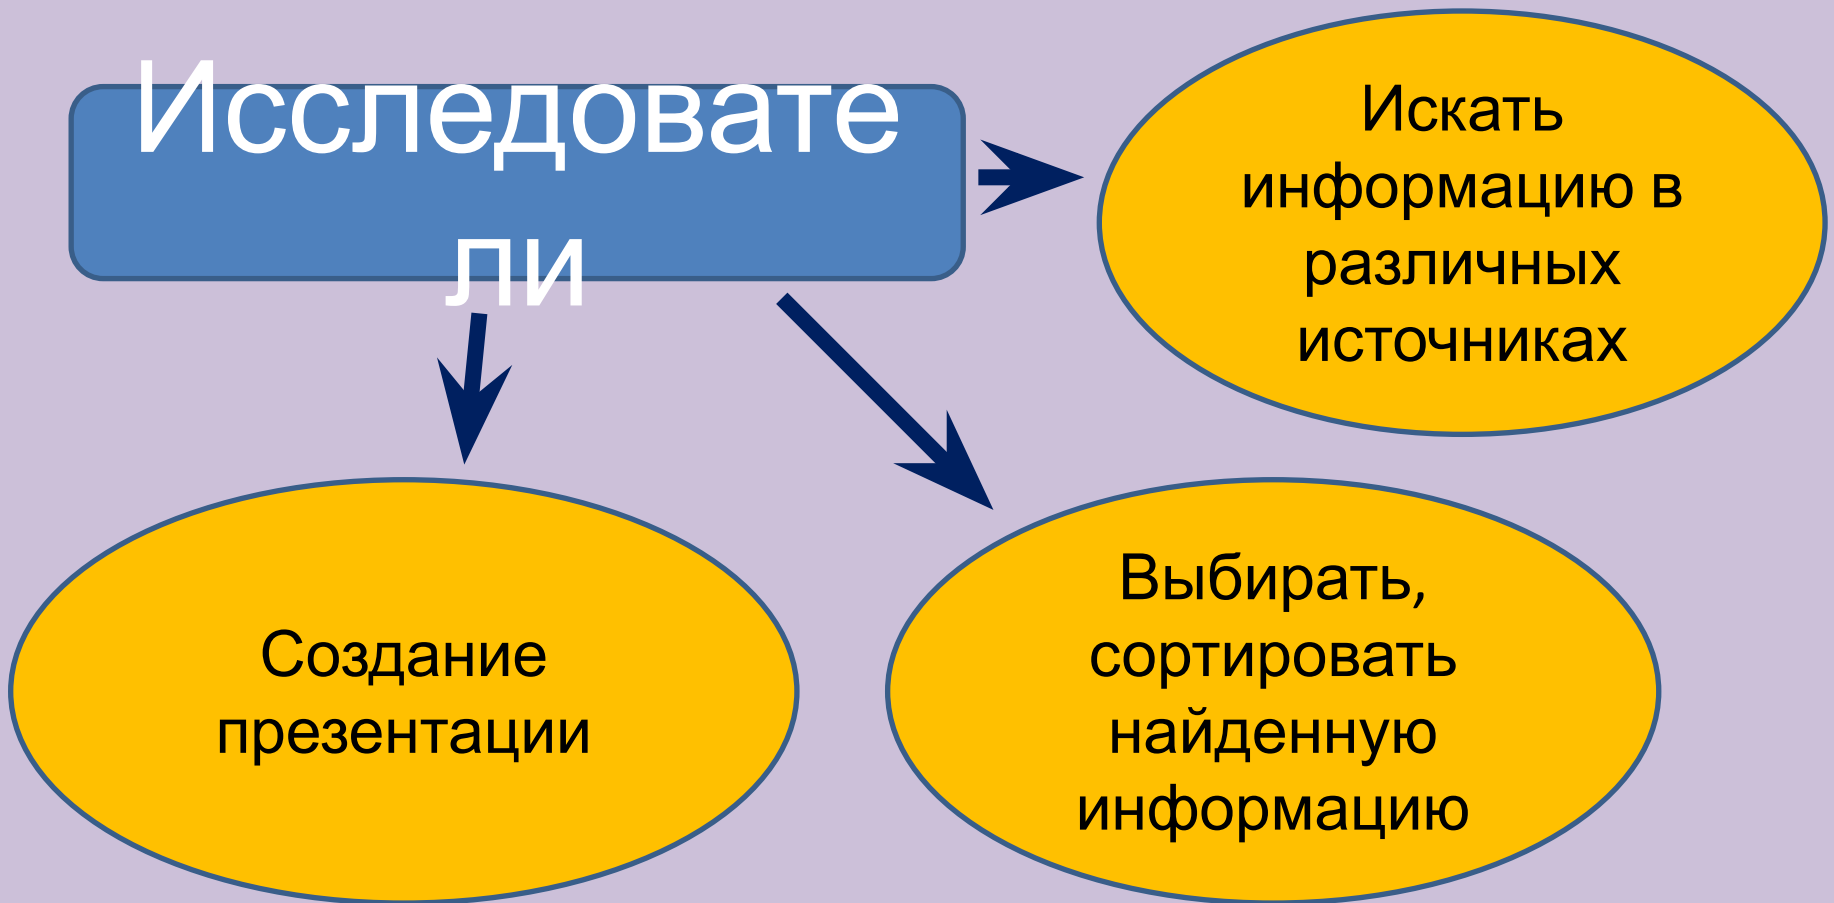 Исследовате
ли
Искать
информацию в
различных
источниках
Создание
презентации
Выбирать,
сортировать
найденную
информацию